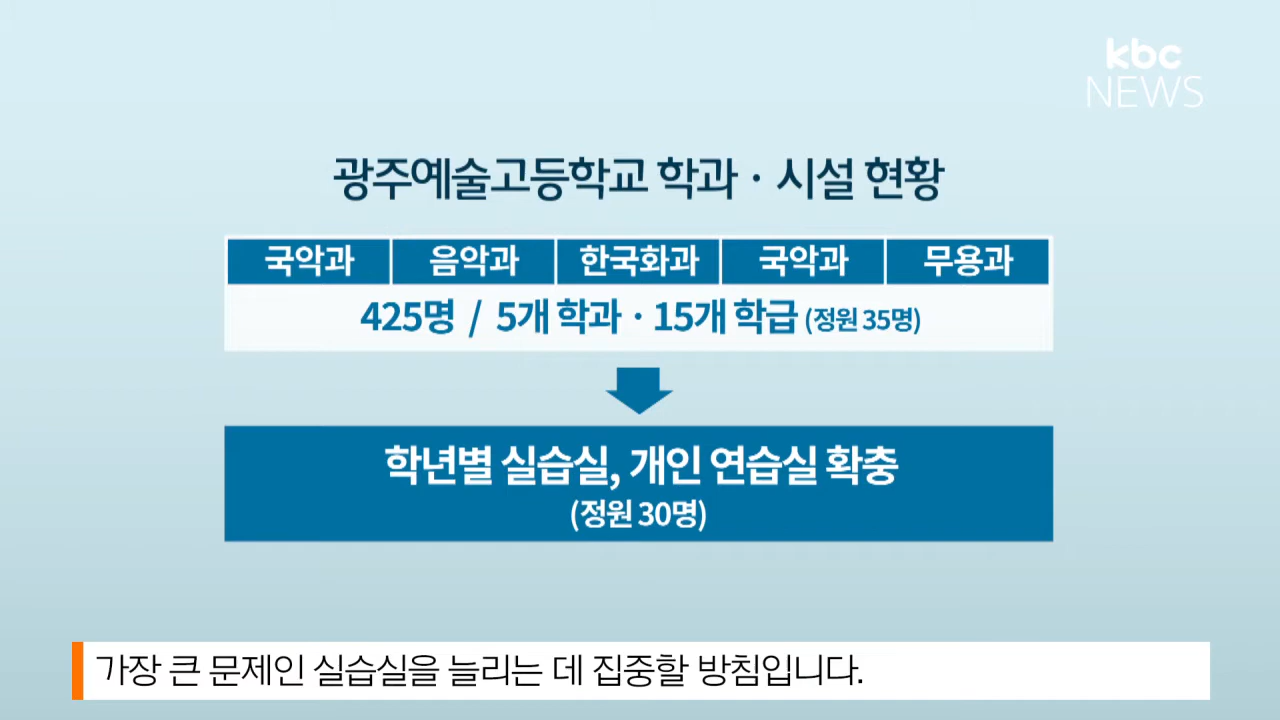 kbc
NEWS
광주예술고등학교 학과 · 시설 현황
국악과 음악과 한국화과 국악과 무용과
425명 / 5개 학과 · 15개 학급 (정원 35명)
학년별 실습실, 개인 연습실 확충
(정원 30명)
가장 큰 문제인 실습실을 늘리는 데 집중할 방침입니다.